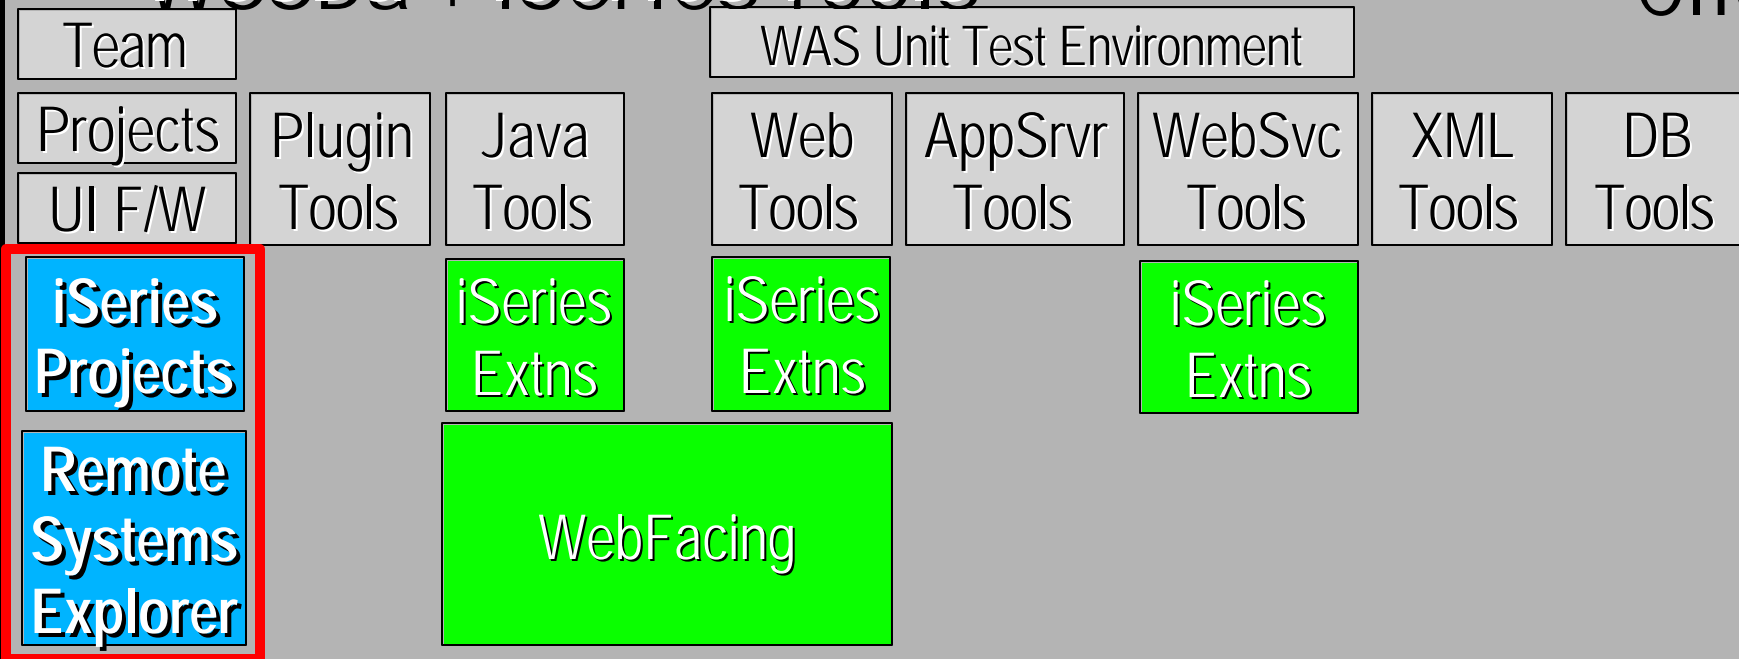 Team
WAS Unit Test Environment
Projects
UI F/W
Plugin
Tools
Java
Tools
Web
Tools
AppSrvr
Tools
WebSvc
Tools
XML
Tools
DB
Tools
iSeries
Projects
iSeries
Extns
iSeries
Extns
iSeries
Extns
Remote
Systems
Explorer
WebFacing